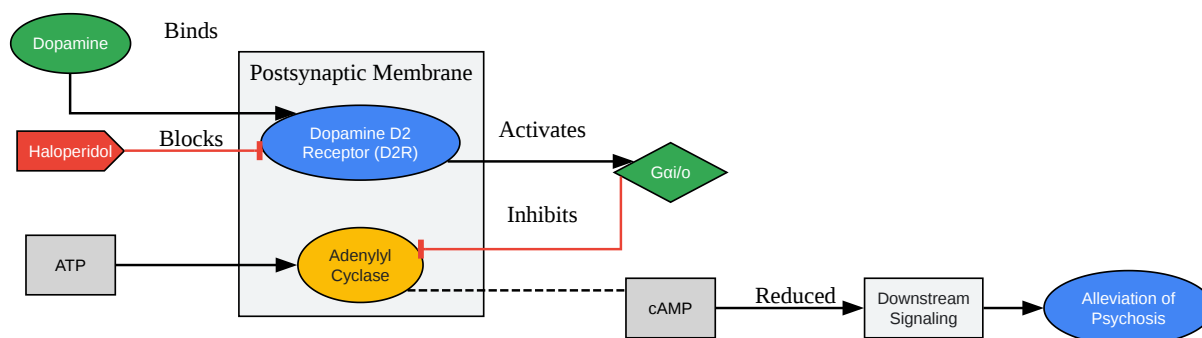 Binds
Dopamine
Postsynaptic Membrane
Haloperidol
Blocks
Dopamine D2
Receptor (D2R)
Activates
Gαi/o
Inhibits
ATP
Adenylyl
Cyclase
cAMP
Reduced
Downstream
Signaling
Alleviation of
Psychosis